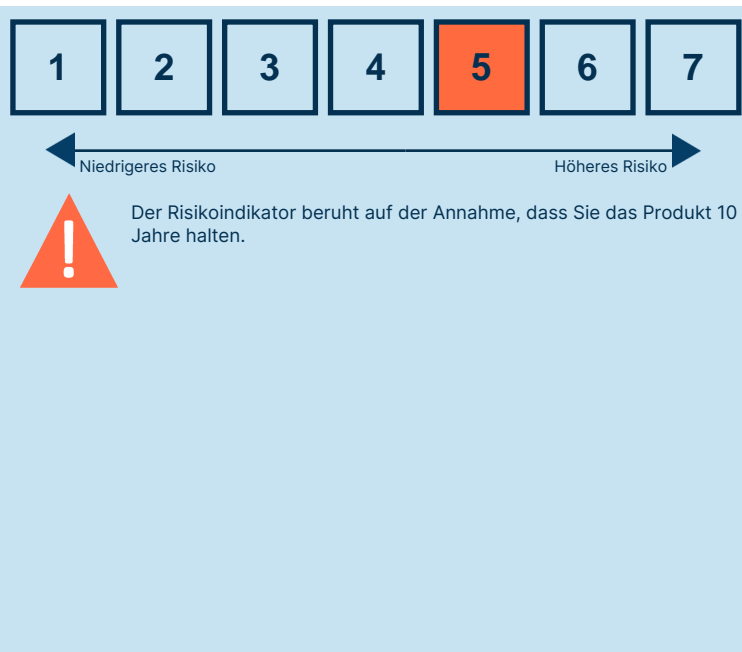 1 2 3 4 5 6 7
Niedrigeres Risiko Höheres Risiko
!
Der Risikoindikator beruht auf der Annahme, dass Sie das Produkt 10
Jahre halten.